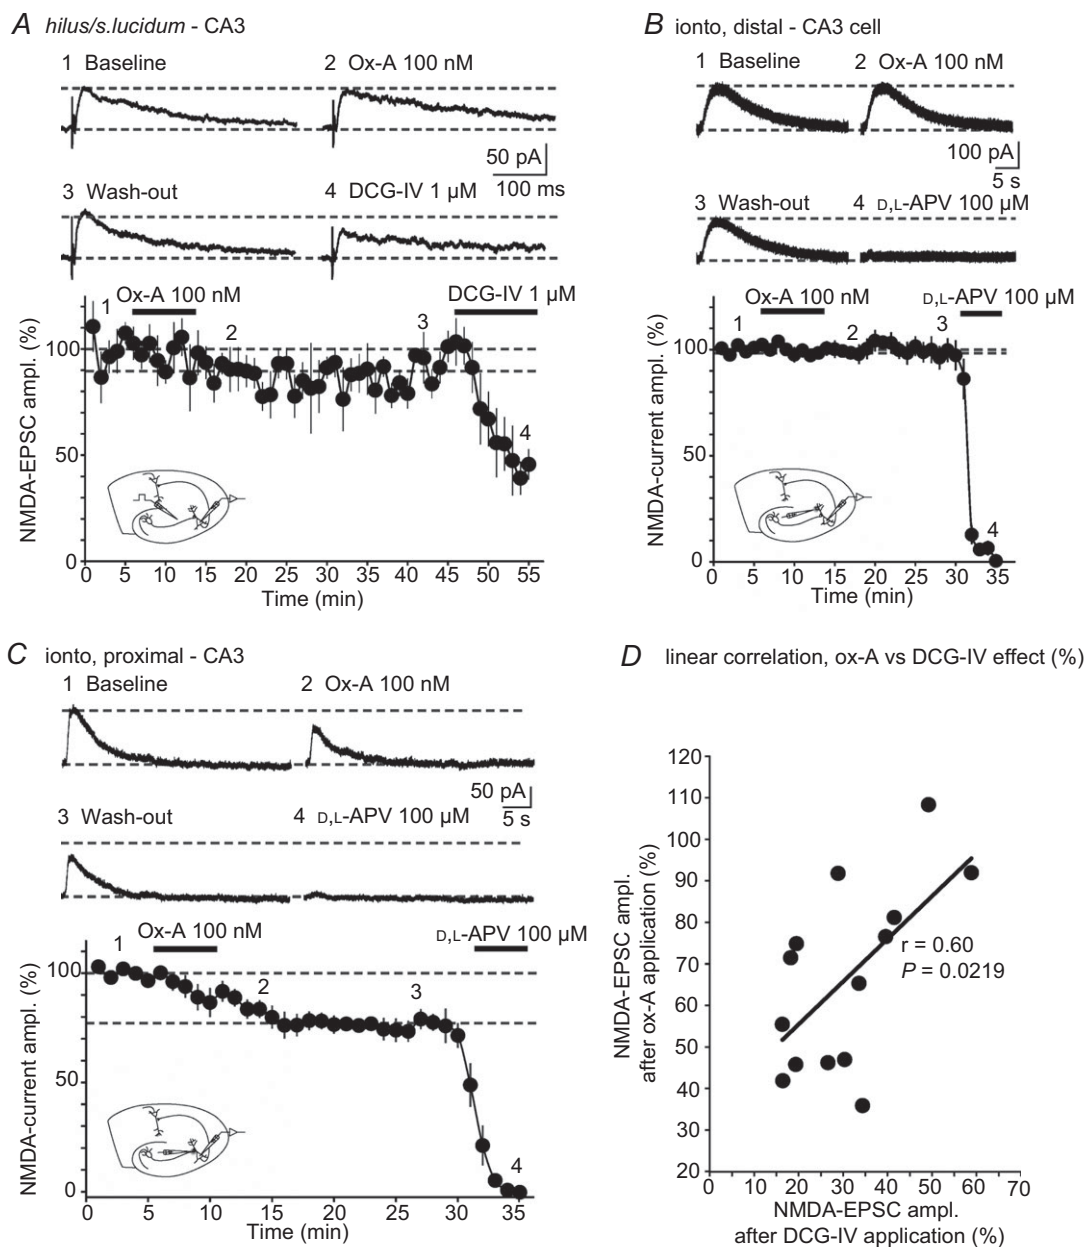 A hilus/s.lucidum - CA3
1 Baseline
2 Ox-A 100 nM
50 pA
100 ms
3 Wash-out
4 DCG-IV 1 µM
Ox-A 100 nM
DCG-IV 1 µM
1
2
3
4
NMDA-EPSC ampl. (%)
100
50
0
0 5 10 15 20 25 30 35 40 45 50 55
Time (min)
B ionto, distal - CA3 cell
1 Baseline
2 Ox-A 100 nM
100 pA
5 s
3 Wash-out
4 D,L-APV 100 µM
Ox-A 100 nM
D,L-APV 100 µM
1
2
3
4
NMDA-current ampl. (%)
100
50
0
0 5 10 15 20 25 30 35
Time (min)
C ionto, proximal - CA3
1 Baseline
2 Ox-A 100 nM
50 pA
5 s
3 Wash-out
4 D,L-APV 100 µM
Ox-A 100 nM
D,L-APV 100 µM
1
2
3
4
NMDA-current ampl. (%)
100
50
0
0 5 10 15 20 25 30 35
Time (min)
D linear correlation, ox-A vs DCG-IV effect (%)
NMDA-EPSC ampl.
after ox-A application (%)
120
110
100
90
80
70
60
50
40
30
20
r = 0.60
P = 0.0219
0 10 20 30 40 50 60 70
NMDA-EPSC ampl.
after DCG-IV application (%)